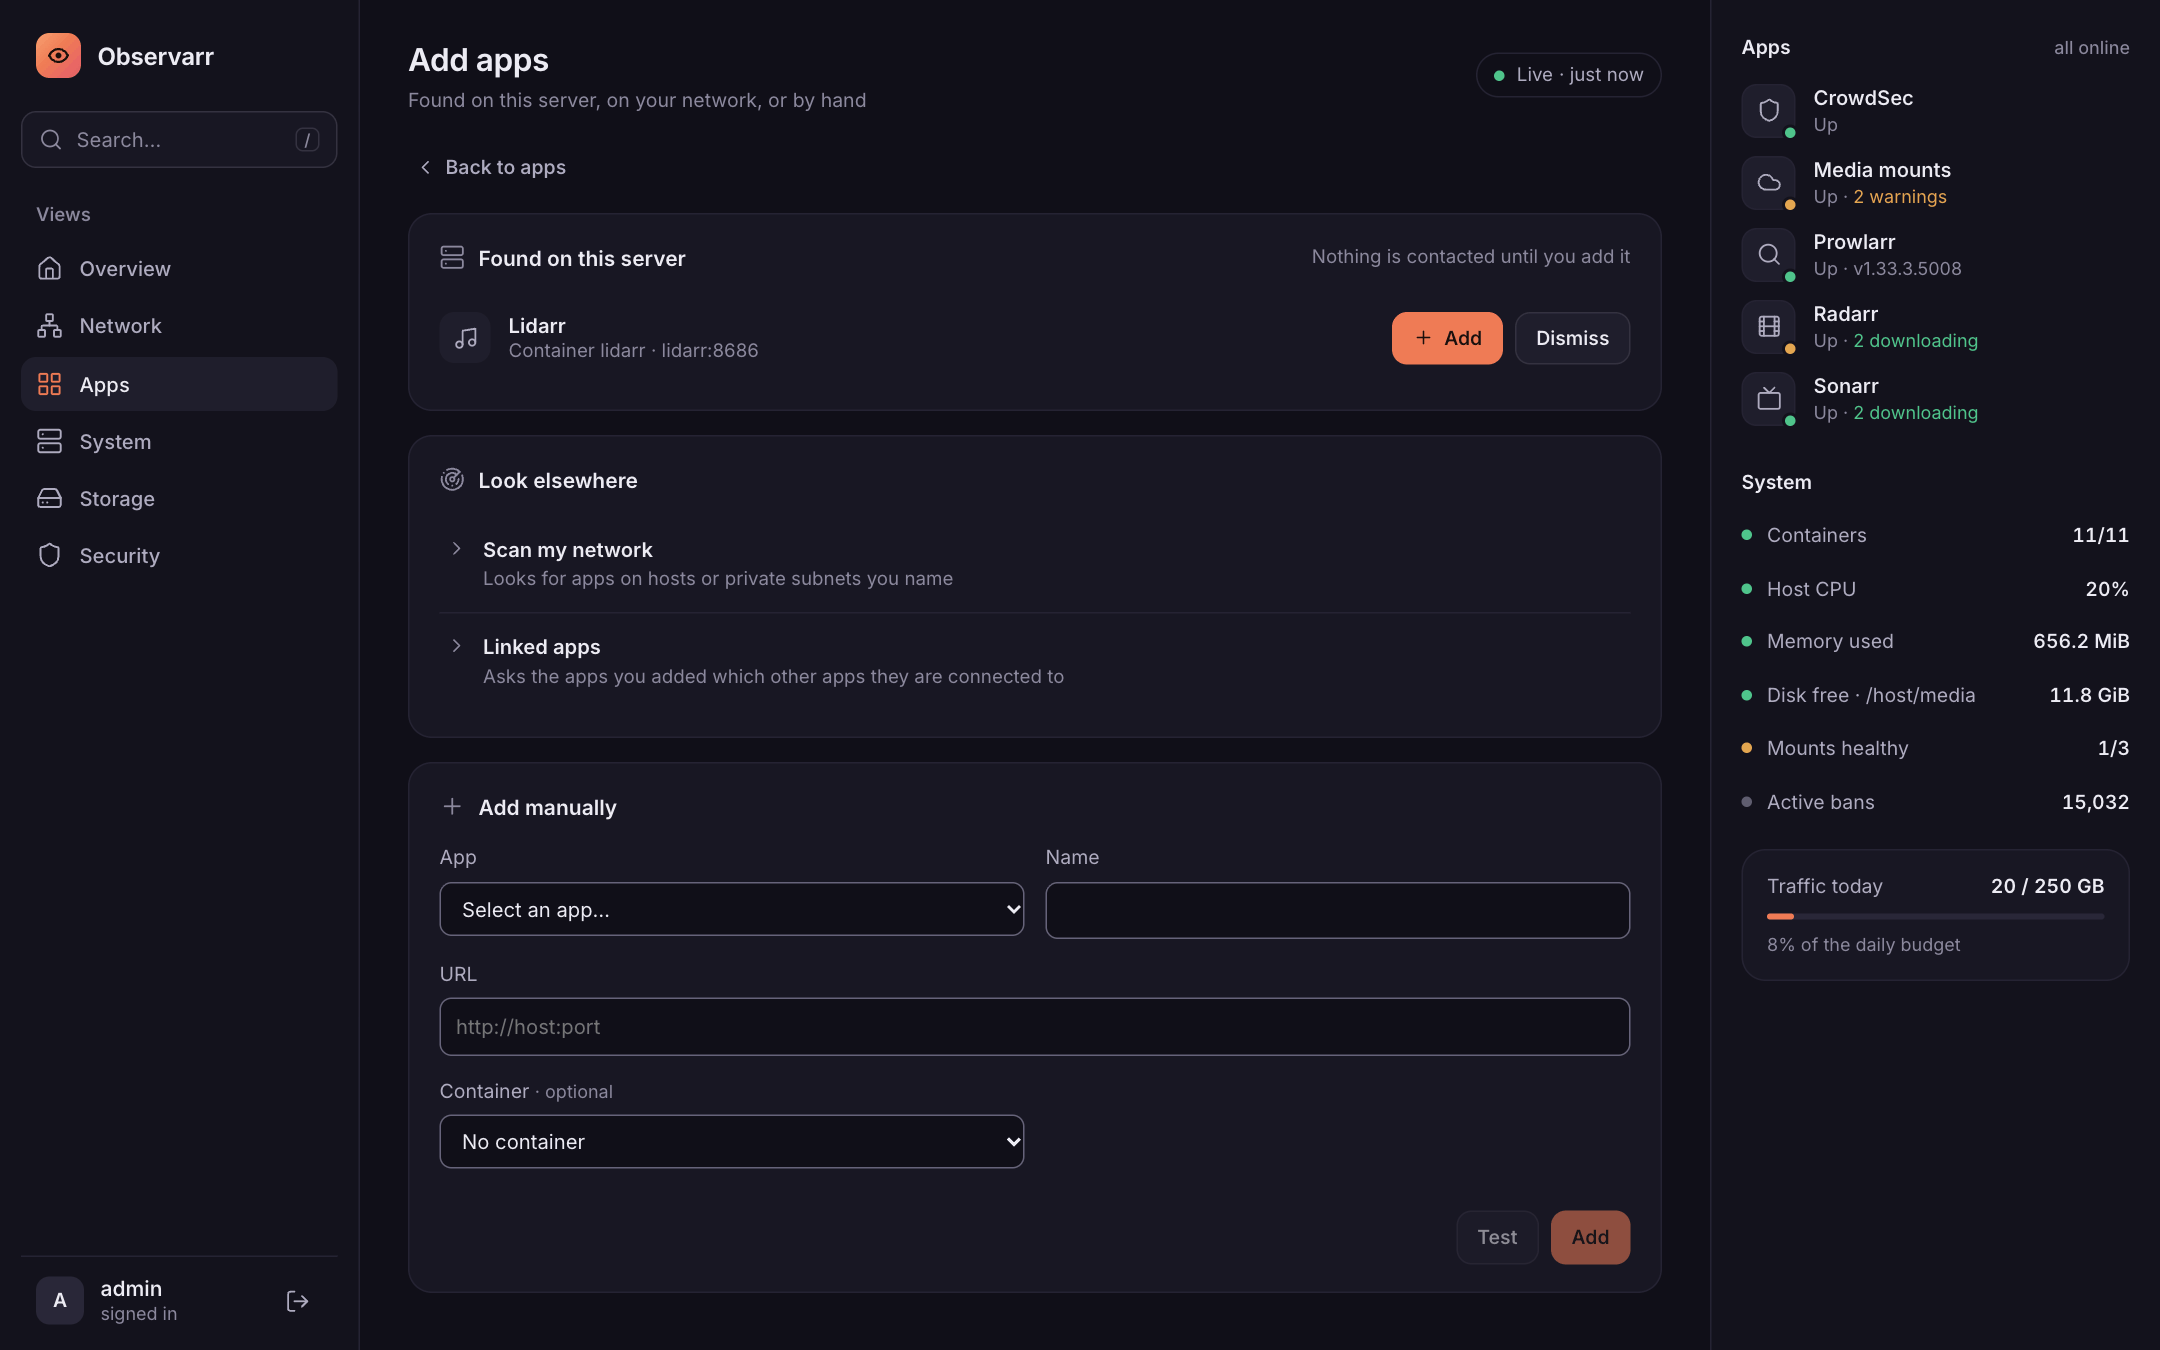 Observarr
Search...
/
Views
Overview
Network
Apps
System
Storage
Security
A
admin
signed in
Add apps
Found on this server, on your network, or by hand
Live · just now
Back to apps
Found on this server
Nothing is contacted until you add it
Lidarr
Container lidarr · lidarr:8686
Add
Dismiss
Look elsewhere
Scan my network
Looks for apps on hosts or private subnets you name
Linked apps
Asks the apps you added which other apps they are connected to
Add manually
App
Name
Select an app...
URL
http://host:port
Container · optional
No container
Test
Add
Apps
all online
CrowdSec
Up
Media mounts
Up · 2 warnings
Prowlarr
Up · v1.33.3.5008
Radarr
Up · 2 downloading
Sonarr
Up · 2 downloading
System
Containers 11/11
Host CPU 20%
Memory used 656.2 MiB
Disk free · /host/media 11.8 GiB
Mounts healthy 1/3
Active bans 15,032
Traffic today 20 / 250 GB
8% of the daily budget